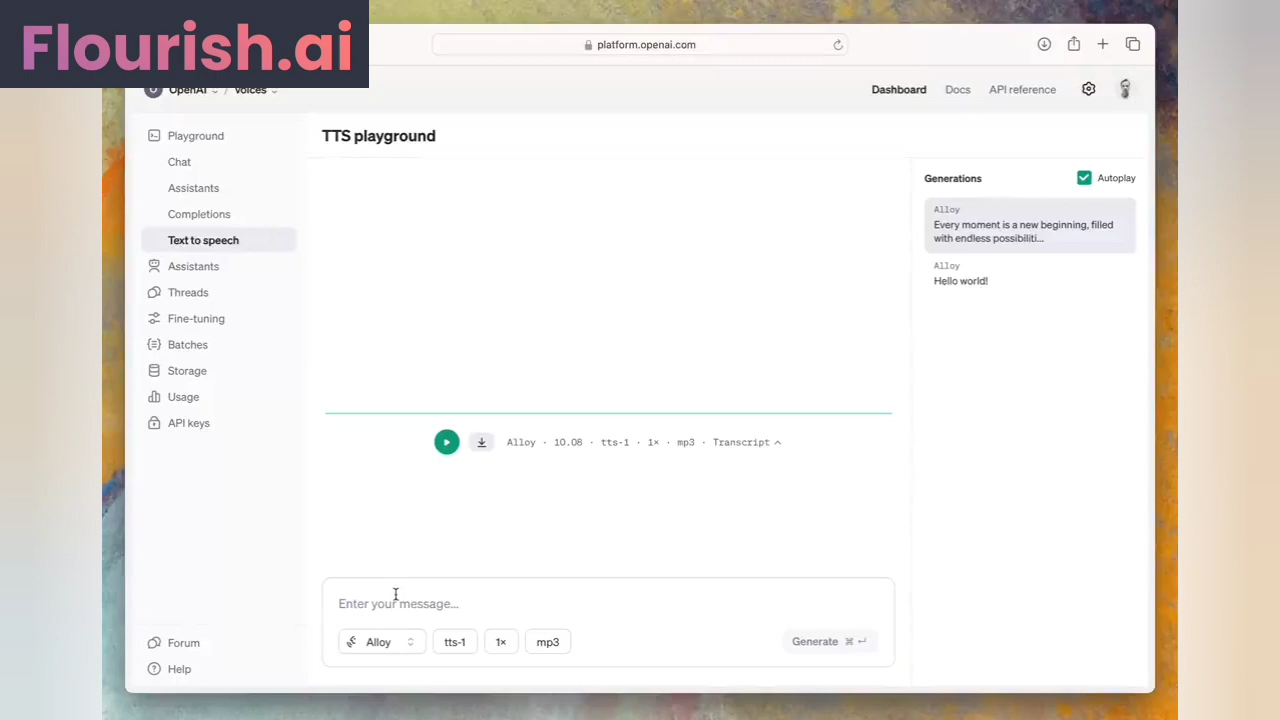 Flourish.ai
platform.openai.com
OpenAI / Voices
Dashboard Docs API reference
Playground
Chat
Assistants
Completions
Text to speech
Assistants
Threads
Fine-tuning
Batches
Storage
Usage
API keys
Forum
Help
TTS playground
Alloy · 10.08 · tts-1 · 1× · mp3 · Transcript
Enter your message...
Alloy tts-1 1× mp3 Generate ⌘ ↵
Generations Autoplay
Alloy
Every moment is a new beginning, filled
with endless possibiliti...
Alloy
Hello world!